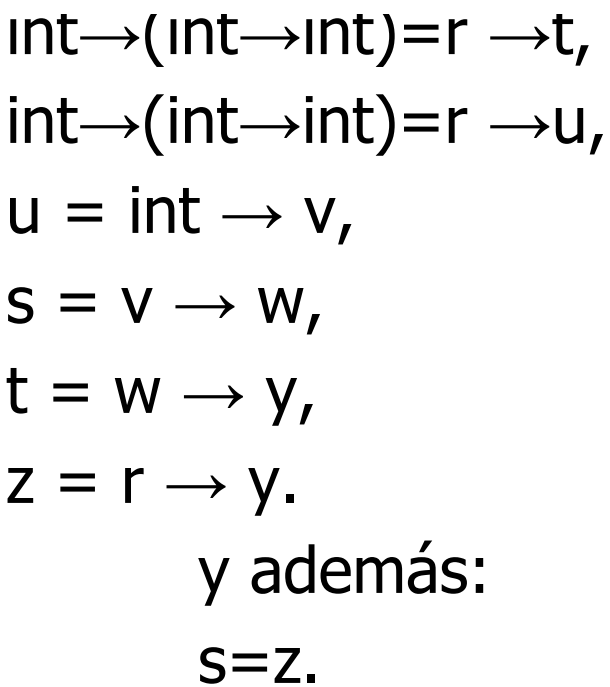 int→(int→int)=r →t,
int→(int→int)=r →u,
u = int → v,
s = v → w,
t = w → y,
z = r → y.
y además:
s=z.